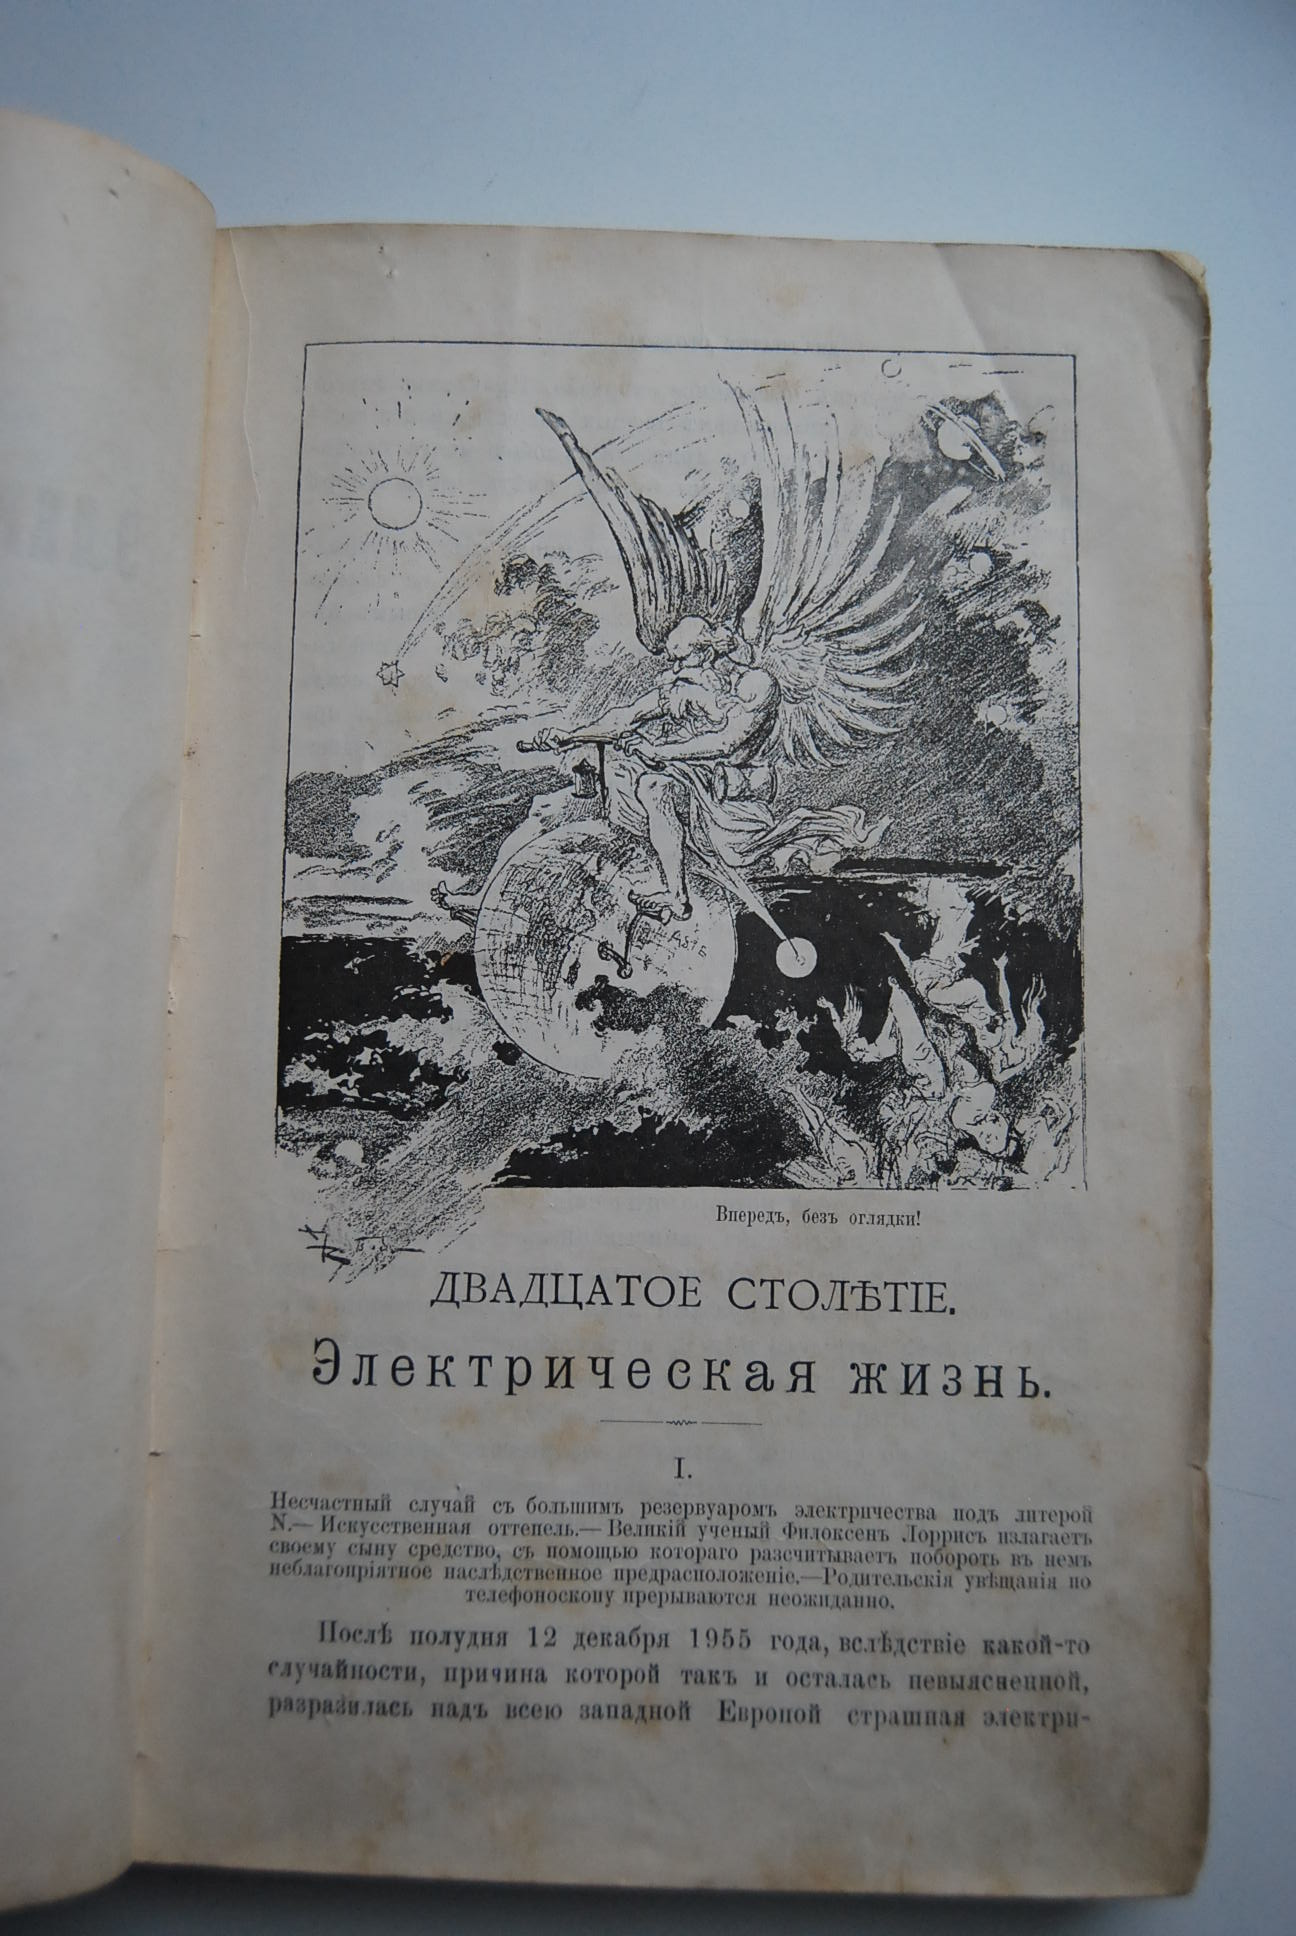 ASIE
Впередъ, безъ оглядки!
ДВАДЦАТОЕ СТОЛѢТІЕ.
Электрическая жизнь.
I.
Несчастный случай съ большимъ резервуаромъ электричества подъ литерой
N.— Искусственная оттепель.— Великій ученый Филоксенъ Лоррисъ излагаетъ
своему сыну средство, съ помощью котораго разсчитываетъ побороть въ немъ
неблагопріятное наслѣдственное предрасположеніе.—Родительскія увѣщанія по
телефоноскопу прерываются неожиданно.
Послѣ полудня 12 декабря 1955 года, вслѣдствіе какой-то
случайности, причина которой такъ и осталась невыясненной,
разразилась надъ всею западной Европой страшная электри-